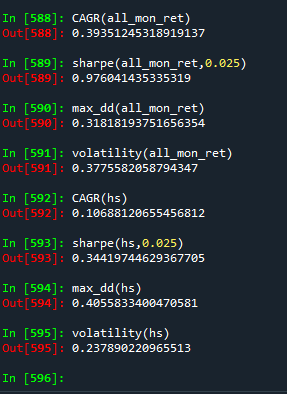 In [588]: CAGR(all_mon_ret)
Out[588]: 0.39351245318919137
In [589]: sharpe(all_mon_ret,0.025)
Out[589]: 0.976041435335319
In [590]: max_dd(all_mon_ret)
Out[590]: 0.31818193751656354
In [591]: volatility(all_mon_ret)
Out[591]: 0.3775582058794347
In [592]: CAGR(hs)
Out[592]: 0.10688120655456812
In [593]: sharpe(hs,0.025)
Out[593]: 0.34419744629367705
In [594]: max_dd(hs)
Out[594]: 0.4055833400470581
In [595]: volatility(hs)
Out[595]: 0.237890220965513
In [596]: